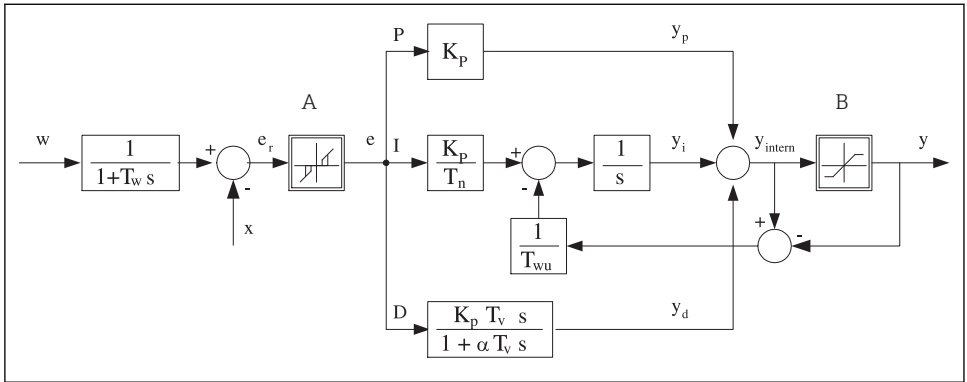 P
K_P
y_p
A
B
w
1
1+T_w s
+
-
e_r
e
I
K_P
T_n
+
-
1
s
y_i
y_intern
y
x
+
-
1
T_wu
D
K_p T_v s
1 + α T_v s
y_d